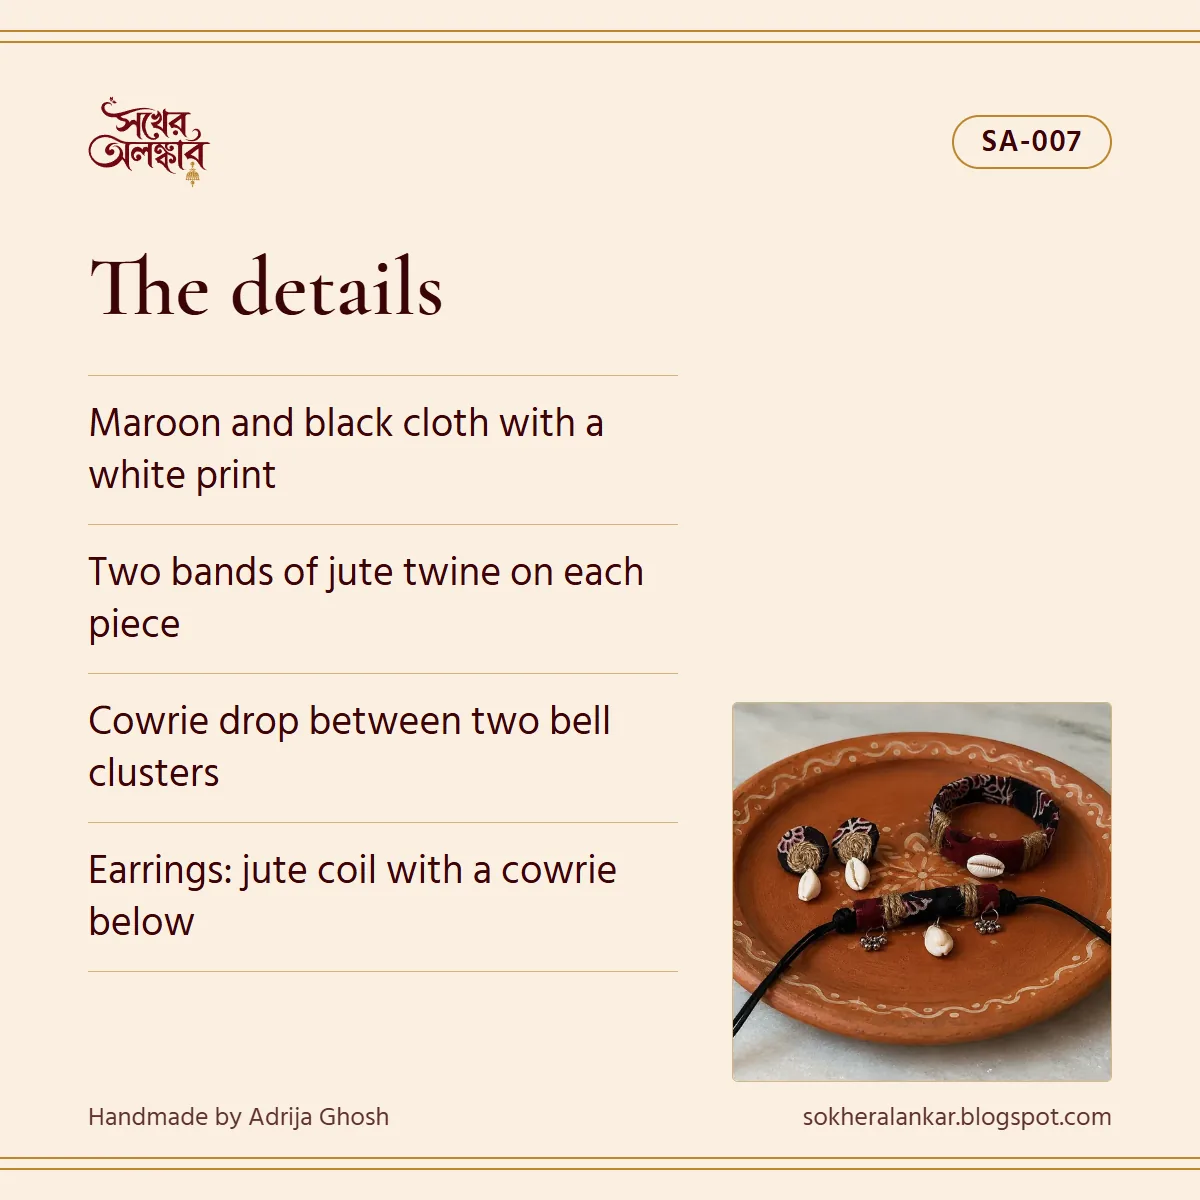 সখের
অলঙ্কার
SA-007
The details
Maroon and black cloth with a
white print
Two bands of jute twine on each
piece
Cowrie drop between two bell
clusters
Earrings: jute coil with a cowrie
below
Handmade by Adrija Ghosh
sokheralankar.blogspot.com